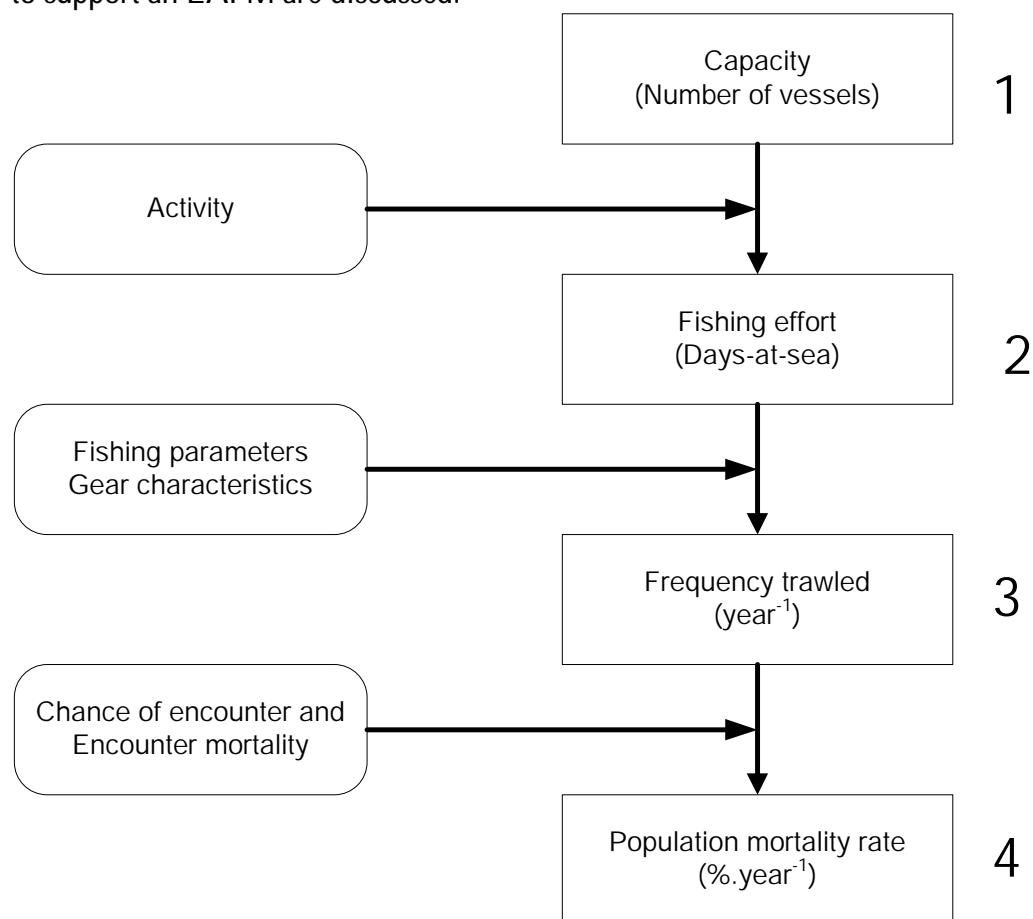 to support an EAFM are discussed.
Capacity
(Number of vessels)
1
Activity
Fishing effort
(Days-at-sea)
2
Fishing parameters
Gear characteristics
Frequency trawled
(year⁻¹)
3
Chance of encounter and
Encounter mortality
Population mortality rate
(%.year⁻¹)
4